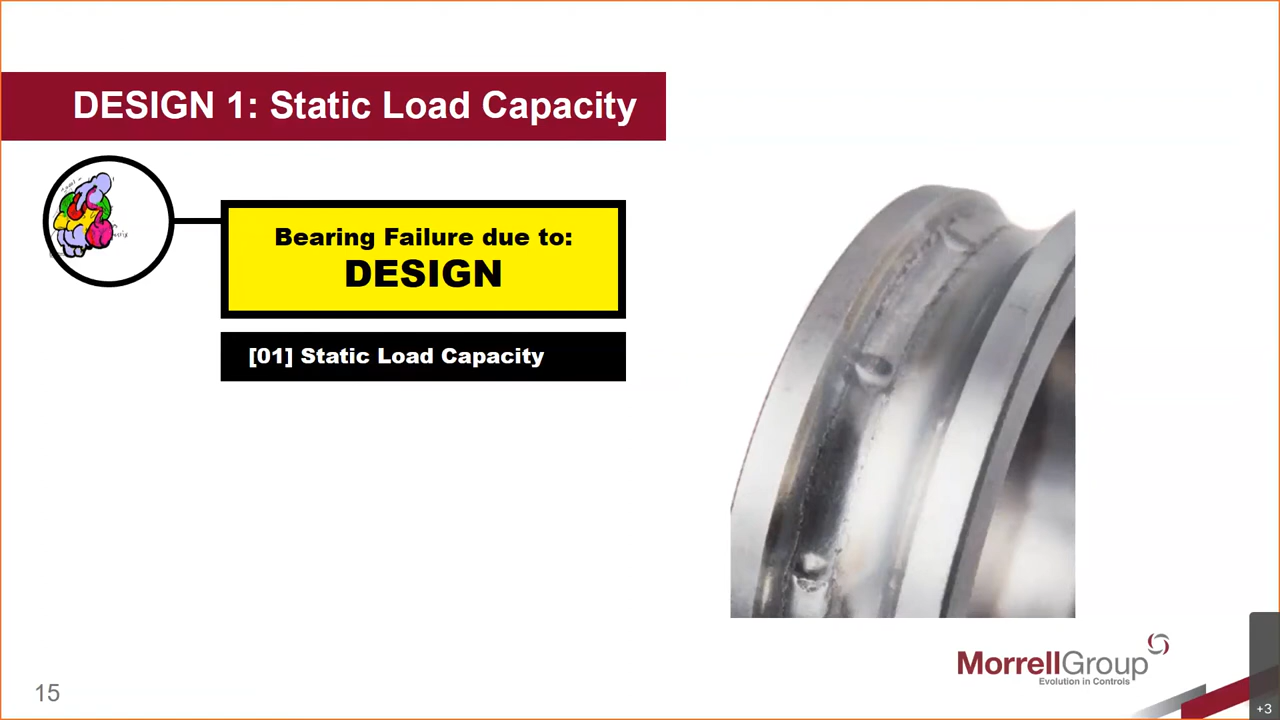 DESIGN 1: Static Load Capacity
Bearing Failure due to:
DESIGN
[01] Static Load Capacity
MorrellGroup
Evolution in Controls
15
+3